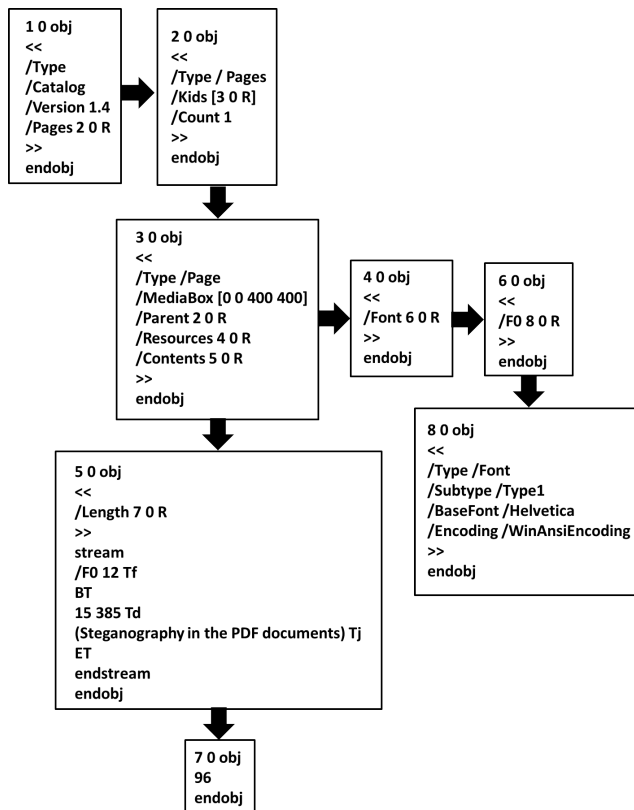 1 0 obj
<<
/Type
/Catalog
/Version 1.4
/Pages 2 0 R
>>
endobj
2 0 obj
<<
/Type / Pages
/Kids [3 0 R]
/Count 1
>>
endobj
3 0 obj
<<
/Type /Page
/MediaBox [0 0 400 400]
/Parent 2 0 R
/Resources 4 0 R
/Contents 5 0 R
>>
endobj
4 0 obj
<<
/Font 6 0 R
>>
endobj
6 0 obj
<<
/F0 8 0 R
>>
endobj
8 0 obj
<<
/Type /Font
/Subtype /Type1
/BaseFont /Helvetica
/Encoding /WinAnsiEncoding
>>
endobj
5 0 obj
<<
/Length 7 0 R
>>
stream
/F0 12 Tf
BT
15 385 Td
(Steganography in the PDF documents) Tj
ET
endstream
endobj
7 0 obj
96
endobj